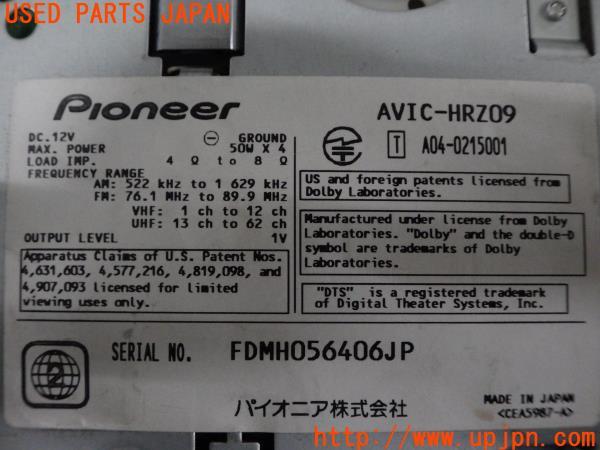 USED PARTS JAPAN
Pioneer
AVIC-HRZ09
DC.12V ⊖ GROUND
MAX. POWER 50W X 4
LOAD IMP. 4 Ω to 8 Ω
FREQUENCY RANGE
AM: 522 kHz to 1 629 kHz
FM: 76.1 MHz to 89.9 MHz
VHF: 1 ch to 12 ch
UHF: 13 ch to 62 ch
OUTPUT LEVEL 1V
Apparatus Claims of U.S. Patent Nos.
4,631,603, 4,577,216, 4,819,098, and
4,907,093 licensed for limited
viewing uses only.
T A04-0215001
US and foreign patents licensed from
Dolby Laboratories.
Manufactured under license from Dolby
Laboratories. "Dolby" and the double-D
symbol are trademarks of Dolby
Laboratories.
"DTS" is a registered trademark
of Digital Theater Systems, Inc.
2
SERIAL NO. FDMH056406JP
パイオニア株式会社
MADE IN JAPAN
<CEA5987-A>
(株)ユーパーツ http://www.upjpn.com